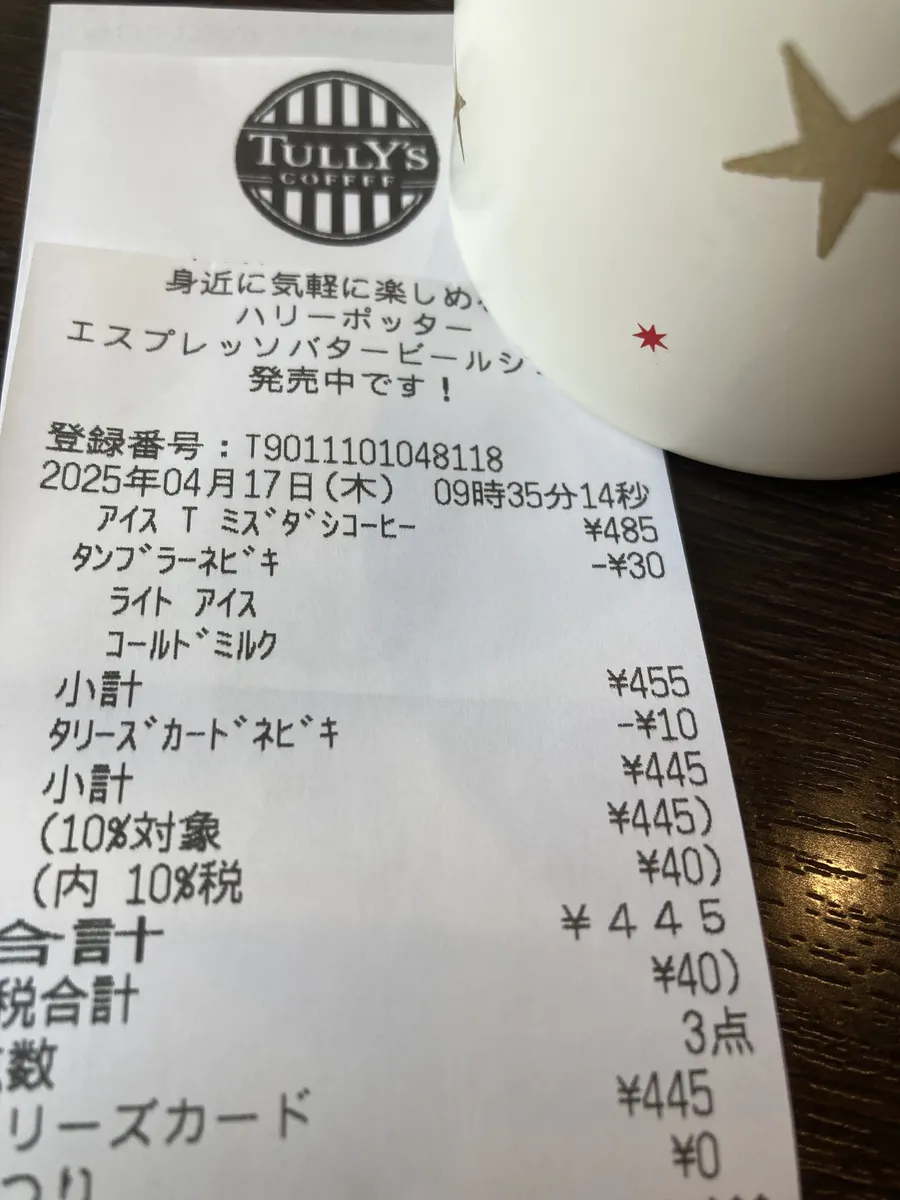 TULLY'S
COFFEE
身近に気軽に楽しめ
ハリーポッター
エスプレッソバタービールシ
発売中です！
登録番号：T9011101048118
2025年04月17日(木) 09時35分14秒
ｱｲｽ T ﾐｽﾞﾀﾞｼｺｰﾋｰ ¥485
ﾀﾝﾌﾞﾗｰﾈﾋﾞｷ -¥30
ﾗｲﾄ ｱｲｽ
ｺｰﾙﾄﾞﾐﾙｸ
小計 ¥455
ﾀﾘｰｽﾞｶｰﾄﾞﾈﾋﾞｷ -¥10
小計 ¥445
(10%対象 ¥445)
(内 10%税 ¥40)
合計 ¥445
税合計 ¥40)
数 3点
リーズカード ¥445
つり ¥0